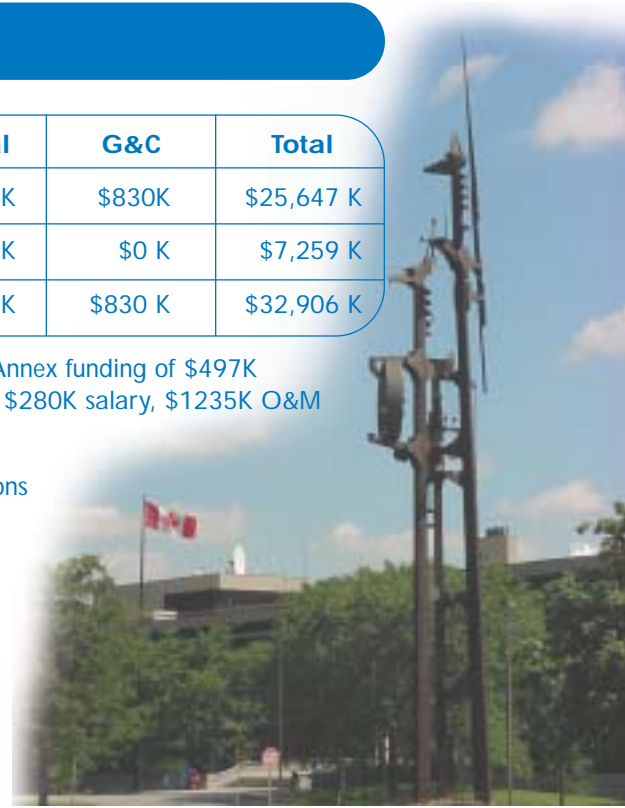 l G&C Total
K $830K $25,647 K
K $0 K $7,259 K
K $830 K $32,906 K
Annex funding of $497K
$280K salary, $1235K O&M
ons